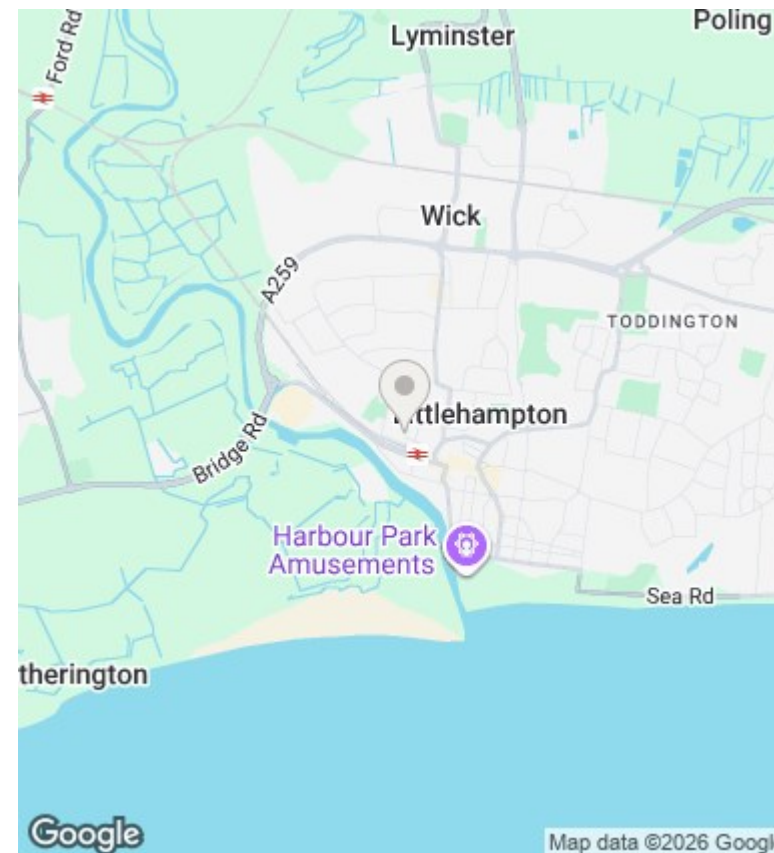 Poling
Lyminster
Ford Rd
Wick
A259
TODDINGTON
ittlehampton
Bridge Rd
Harbour Park
Amusements
Sea Rd
therington
Google
Map data ©2026 Googl